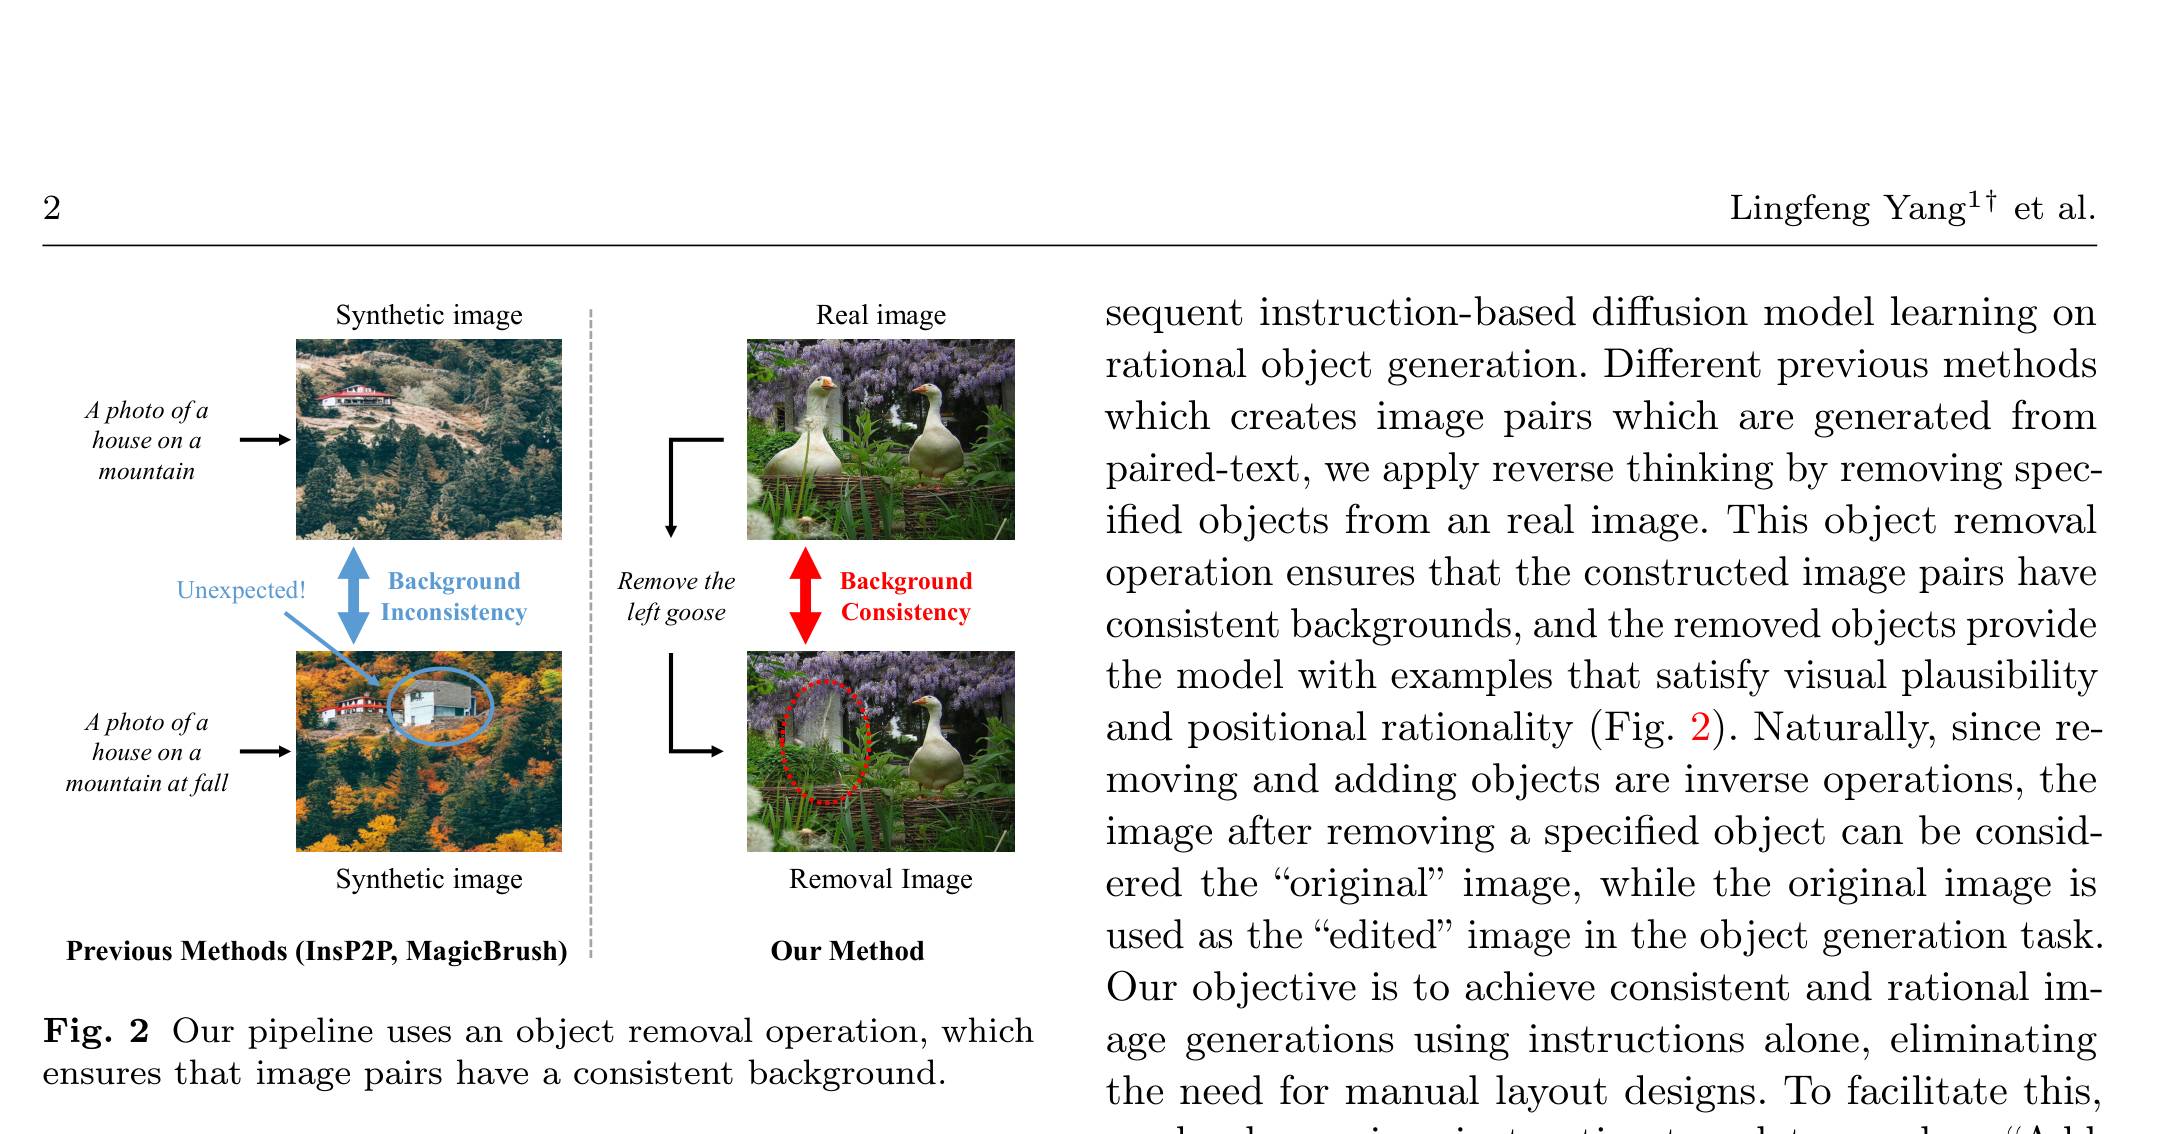 2
Lingfeng Yang¹† et al.
Synthetic image
A photo of a
house on a
mountain
Unexpected!
Background
Inconsistency
A photo of a
house on a
mountain at fall
Synthetic image
Previous Methods (InsP2P, MagicBrush)
Real image
Remove the
left goose
Background
Consistency
Removal Image
Our Method
Fig. 2 Our pipeline uses an object removal operation, which
ensures that image pairs have a consistent background.
sequent instruction-based diffusion model learning on
rational object generation. Different previous methods
which creates image pairs which are generated from
paired-text, we apply reverse thinking by removing spec-
ified objects from an real image. This object removal
operation ensures that the constructed image pairs have
consistent backgrounds, and the removed objects provide
the model with examples that satisfy visual plausibility
and positional rationality (Fig. 2). Naturally, since re-
moving and adding objects are inverse operations, the
image after removing a specified object can be consid-
ered the “original” image, while the original image is
used as the “edited” image in the object generation task.
Our objective is to achieve consistent and rational im-
age generations using instructions alone, eliminating
the need for manual layout designs. To facilitate this,